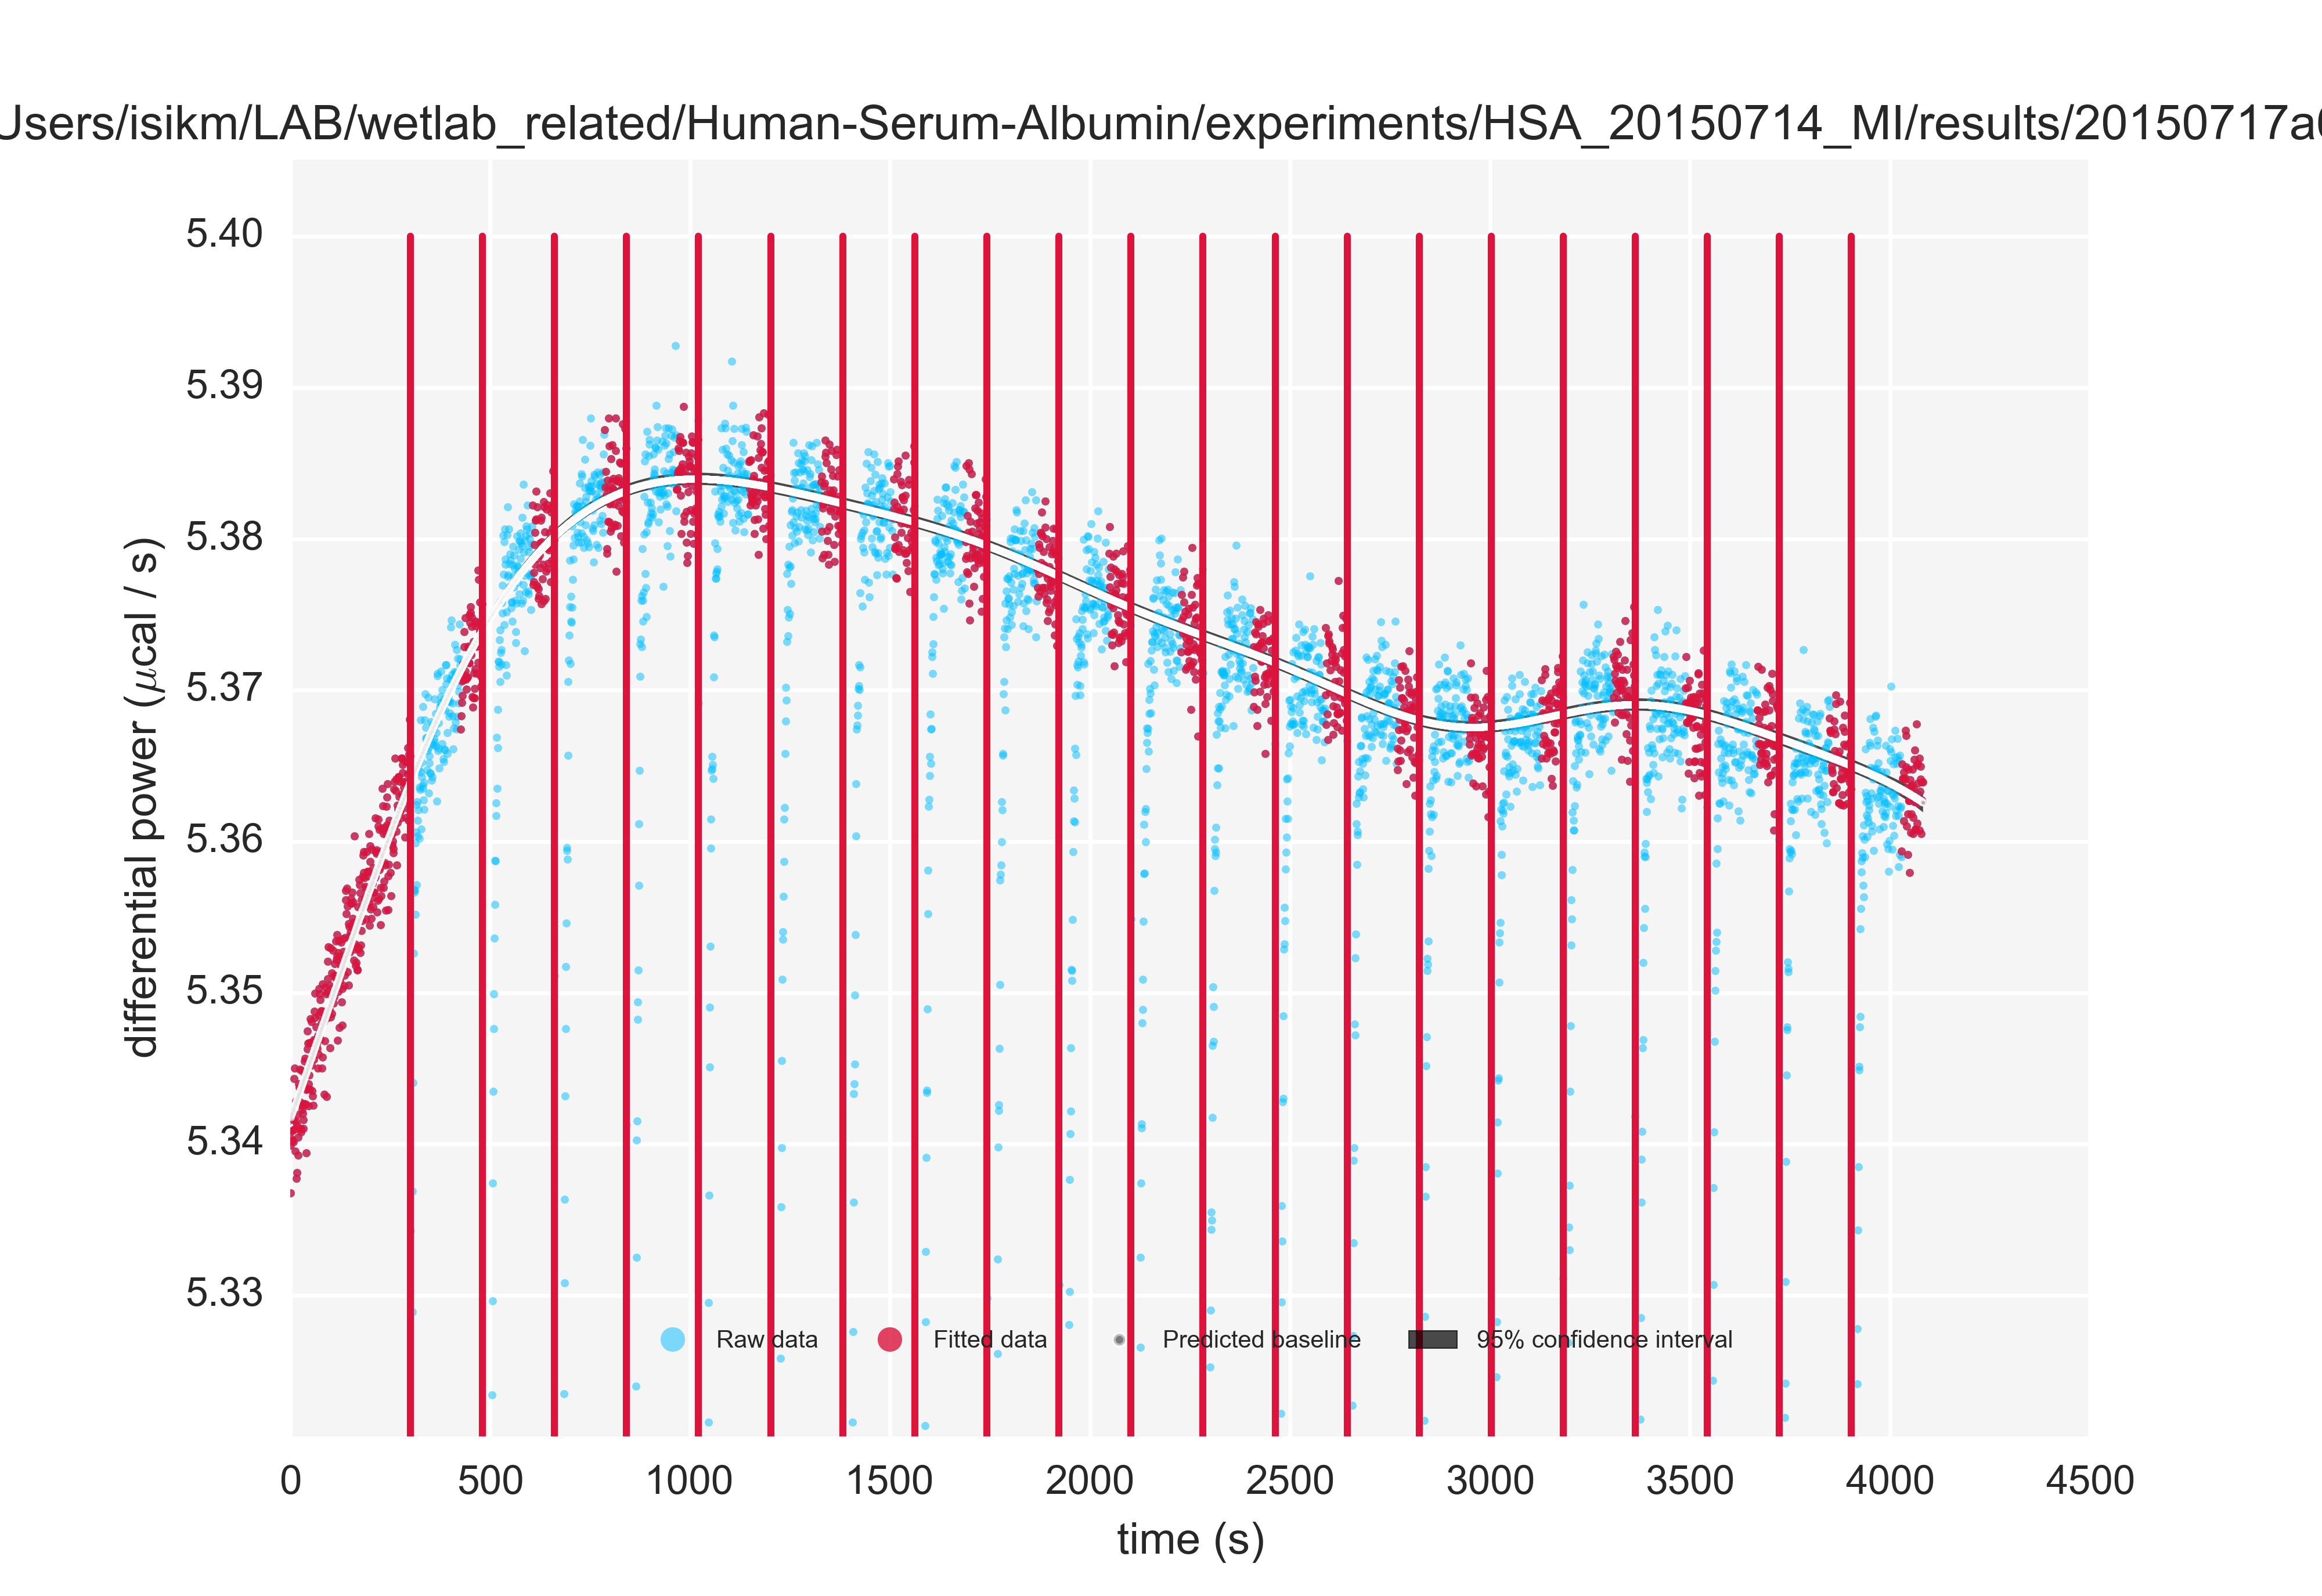 Users/isikm/LAB/wetlab_related/Human-Serum-Albumin/experiments/HSA_20150714_MI/results/20150717a
5.40
5.39
5.38
5.37
5.36
5.35
5.34
5.33
differential power (μcal / s)
Raw data Fitted data Predicted baseline 95% confidence interval
0 500 1000 1500 2000 2500 3000 3500 4000 4500
time (s)